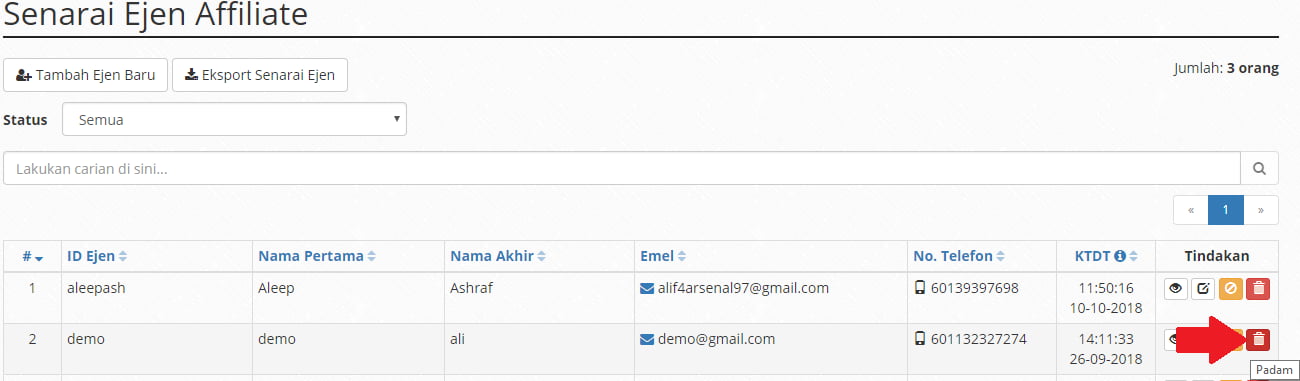 Senarai Ejen Affiliate
Tambah Ejen Baru Eksport Senarai Ejen Jumlah: 3 orang
Status Semua
Lakukan carian di sini...
« 1 »
# ID Ejen Nama Pertama Nama Akhir Emel No. Telefon KTDT Tindakan
1 aleepash Aleep Ashraf alif4arsenal97@gmail.com 60139397698 11:50:16
10-10-2018
2 demo demo ali demo@gmail.com 601132327274 14:11:33
26-09-2018
Padam